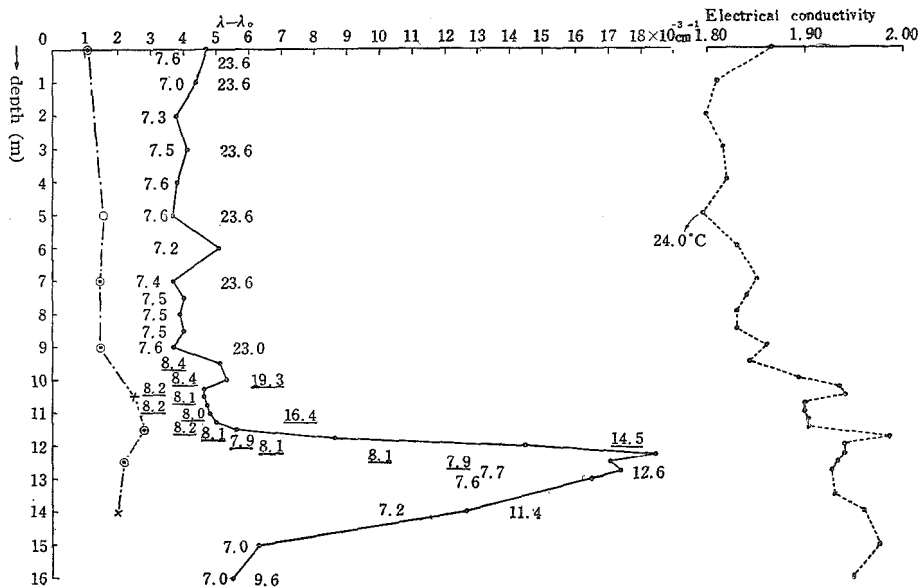 λ—λ₀
Electrical conductivity
0 1 2 3 4 5 6 7 8 9 10 11 12 13 14 15 16 17 18×10⁻³cm⁻¹ 1.80 1.90 2.00
→ depth (m)
0
7.6 23.6
1 7.0 23.6
2 7.3
3 7.5 23.6
4 7.6
5 7.6 23.6
24.0°C
6 7.2
7 7.4 23.6
7.5
8 7.5
7.5
9 7.6 23.0
8.4
10 8.4 19.3
8.2 8.1
8.2
11 8.0 16.4
8.2 8.1
7.9 8.1 14.5
12
8.1 7.9 7.7 12.6
7.6
13
14 7.2 11.4
15 7.0
16 7.0 9.6